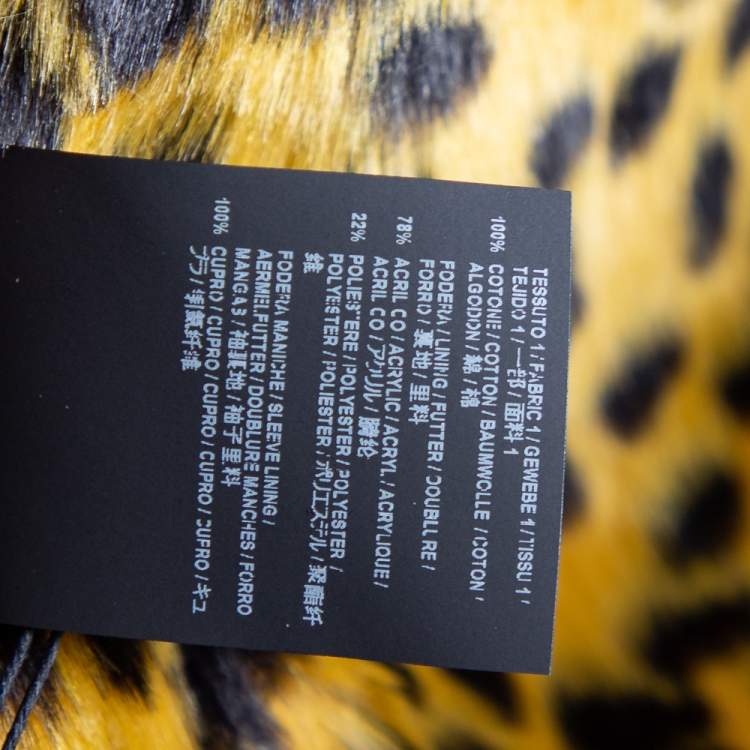 TESSUTO 1 / FABRIC 1 / GEWEBE 1 / TISSU 1 /
TEJIDO 1 / 一部 / 面料 1
100% COTONE / COTTON / BAUMWOLLE / COTON /
ALGODON / 綿 / 棉
FODERA / LINING / FUTTER / DOUBLURE /
FORRO / 裏地 / 里料
78% ACRILICO / ACRYLIC / ACRYL / ACRYLIQUE /
ACRILICO / アクリル / 腈纶
22% POLIESTERE / POLYESTER / POLYESTER /
POLYESTER / POLIESTER / ポリエステル / 聚酯纤
维
FODERA MANICHE / SLEEVE LINING /
AERMELFUTTER / DOUBLURE MANCHES / FORRO
MANGAS / 袖裏地 / 袖子里料
100% CUPRO / CUPRO / CUPRO / CUPRO / CUPRO / キュ
プラ / 铜氨纤维